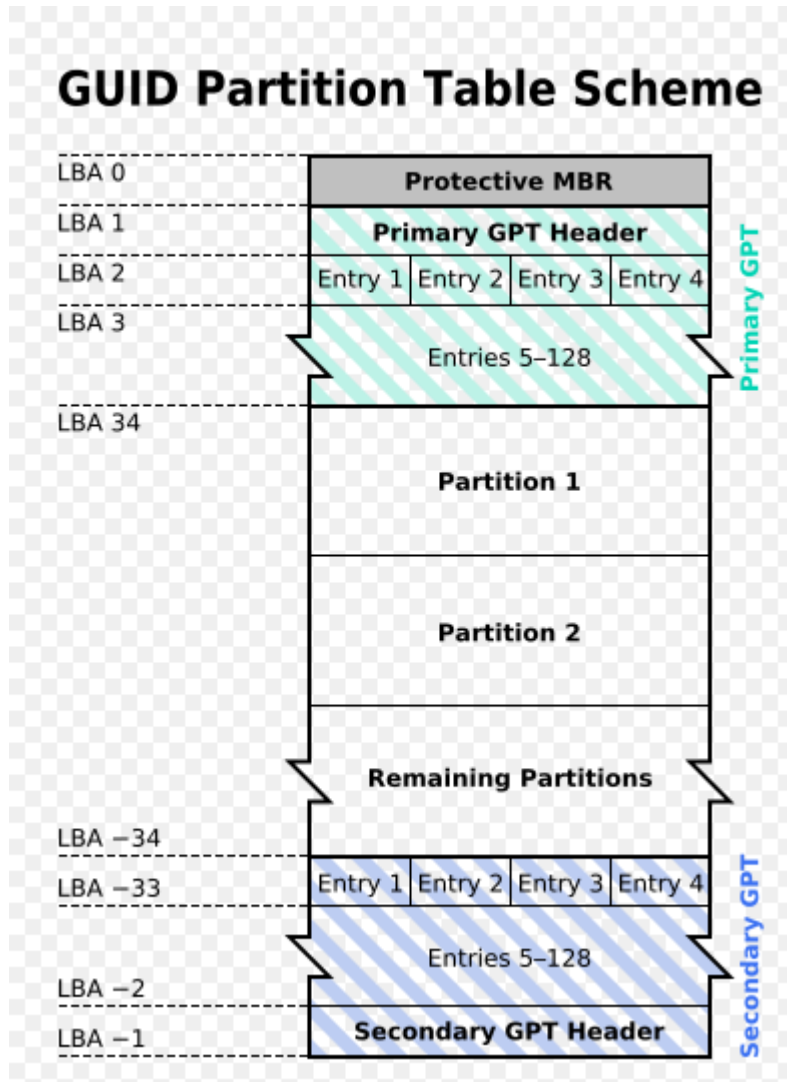 GUID Partition Table Scheme
LBA 0
Protective MBR
LBA 1
Primary GPT Header
LBA 2
Entry 1 Entry 2 Entry 3 Entry 4
LBA 3
Entries 5–128
Primary GPT
LBA 34
Partition 1
Partition 2
Remaining Partitions
LBA −34
LBA −33
Entry 1 Entry 2 Entry 3 Entry 4
Entries 5–128
LBA −2
LBA −1
Secondary GPT Header
Secondary GPT